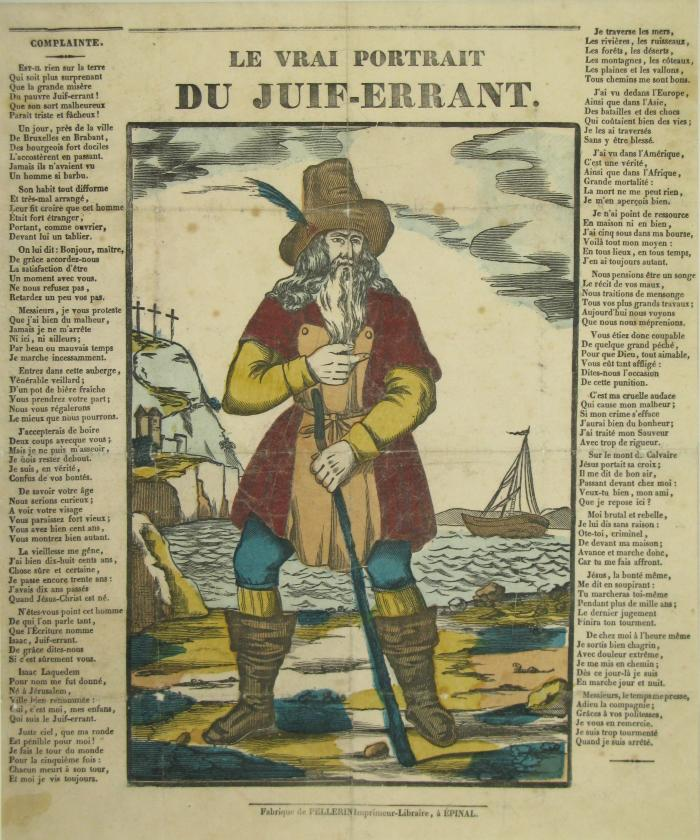 COMPLAINTE.
Est-il rien sur la terre
Qui soit plus surprenant
Que la grande misère
Du pauvre Juif-errant !
Que son sort malheureux
Paraît triste et fâcheux !
Un jour, près de la ville
De Bruxelles en Brabant,
Des bourgeois fort dociles
L'accostèrent en passant.
Jamais ils n'avaient vu
Un homme si barbu.
Son habit tout difforme
Et très-mal arrangé,
Leur fit croire que cet homme
Était fort étranger,
Portant, comme ouvrier,
Devant lui un tablier.
On lui dit : Bonjour, maître,
De grâce accordez-nous
La satisfaction d'être
Un moment avec vous.
Ne nous refusez pas,
Retardez un peu vos pas.
Messieurs, je vous proteste
Que j'ai bien du malheur,
Jamais je ne m'arrête
Ni ici, ni ailleurs ;
Par beau ou mauvais temps
Je marche incessamment.
Entrez dans cette auberge,
Vénérable veillard ;
D'un pot de bière fraîche
Vous prendrez votre part ;
Nous vous régalerons
Le mieux que nous pourrons.
J'accepterais de boire
Deux coups avecque vous ;
Mais je ne puis m'asseoir,
Je dois rester debout.
Je suis, en vérité,
Confus de vos bontés.
De savoir votre âge
Nous serions curieux ;
A voir votre visage
Vous paraissez fort vieux ;
Vous avez bien cent ans,
Vous montrez bien autant.
La vieillesse me gêne,
J'ai bien dix-huit cents ans,
Chose sûre et certaine,
Je passe encore trente ans :
J'avais dix ans passés
Quand Jésus-Christ est né.
N'êtes-vous point cet homme
De qui l'on parle tant,
Que l'Écriture nomme
Isaac, Juif-errant.
De grâce dites-nous
Si c'est sûrement vous.
Isaac Laquedem
Pour nom me fut donné,
Né à Jérusalem,
Ville bien renommée :
Oui, c'est moi, mes enfans,
Qui suis le Juif-errant.
Juste ciel, que ma ronde
Est pénible pour moi !
Je fais le tour du monde
Pour la cinquième fois :
Chacun meurt à son tour,
Et moi je vis toujours.
LE VRAI PORTRAIT
DU JUIF-ERRANT.
Je traverse les mers,
Les rivières, les ruisseaux,
Les forêts, les déserts,
Les montagnes, les côteaux,
Les plaines et les vallons,
Tous chemins me sont bons.
J'ai vu dedans l'Europe,
Ainsi que dans l'Asie,
Des batailles et des chocs
Qui coûtaient bien des vies ;
Je les ai traversés
Sans y être blessé.
J'ai vu dans l'Amérique,
C'est une vérité,
Ainsi que dans l'Afrique,
Grande mortalité :
La mort ne me peut rien,
Je m'en aperçois bien.
Je n'ai point de ressource
En maison ni en bien,
J'ai cinq sous dans ma bourse,
Voilà tout mon moyen :
En tous lieux, en tous temps,
J'en ai toujours autant.
Nous pensions être un songe
Le récit de vos maux,
Nous traitions de mensonge
Tous vos plus grands travaux ;
Aujourd'hui nous voyons
Que nous nous méprenions.
Vous étiez donc coupable
De quelque grand péché,
Pour que Dieu, tout aimable,
Vous eût tant affligé :
Dites-nous l'occasion
De cette punition.
C'est ma cruelle audace
Qui cause mon malheur ;
Si mon crime s'efface
J'aurai bien du bonheur ;
J'ai traité mon Sauveur
Avec trop de rigueur.
Sur le mont du Calvaire
Jésus portait sa croix ;
Il me dit de bon air,
Passant devant chez moi :
Veux-tu bien, mon ami,
Que je repose ici ?
Moi brutal et rebelle,
Je lui dis sans raison :
Ote-toi, criminel,
De devant ma maison ;
Avance et marche donc,
Car tu me fais affront.
Jésus, la bonté même,
Me dit en soupirant :
Tu marcheras toi-même
Pendant plus de mille ans ;
Le dernier jugement
Finira ton tourment.
De chez moi à l'heure même
Je sortis bien chagrin,
Avec douleur extrême,
Je me mis en chemin ;
Dès ce jour-là je suis
En marche jour et nuit.
Messieurs, le temps me presse,
Adieu la compagnie ;
Grâces à vos politesses,
Je vous en remercie.
Je suis trop tourmenté
Quand je suis arrêté.
Fabrique de PELLERIN Imprimeur-Libraire, à ÉPINAL.